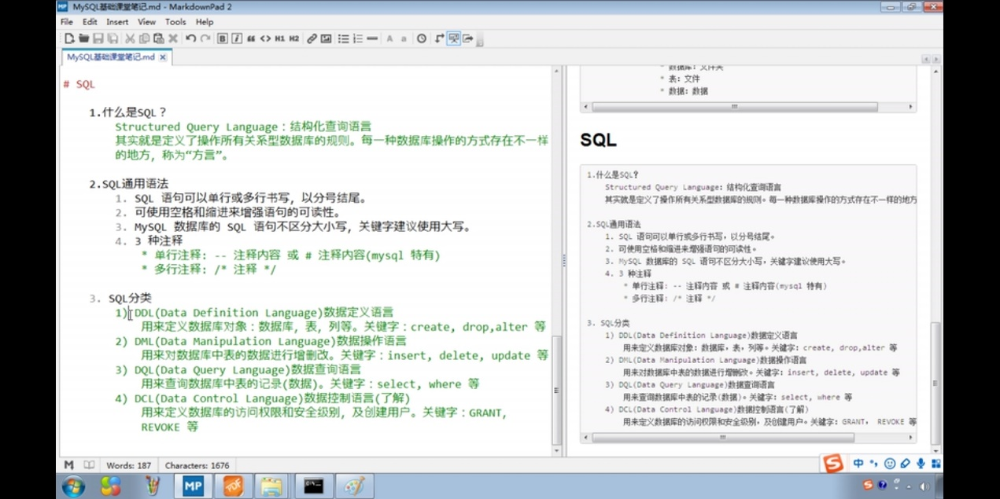 MySQL基础课堂笔记.md - MarkdownPad 2
File Edit Insert View Tools Help
B i “ <> H1 H2 A a
MySQL基础课堂笔记.md ×
# SQL
1.什么是SQL？
Structured Query Language：结构化查询语言
其实就是定义了操作所有关系型数据库的规则。每一种数据库操作的方式存在不一样
的地方，称为“方言”。
2.SQL通用语法
1. SQL 语句可以单行或多行书写，以分号结尾。
2. 可使用空格和缩进来增强语句的可读性。
3. MySQL 数据库的 SQL 语句不区分大小写，关键字建议使用大写。
4. 3 种注释
* 单行注释: -- 注释内容 或 # 注释内容(mysql 特有)
* 多行注释: /* 注释 */
3. SQL分类
1) DDL(Data Definition Language)数据定义语言
用来定义数据库对象：数据库，表，列等。关键字：create, drop,alter 等
2) DML(Data Manipulation Language)数据操作语言
用来对数据库中表的数据进行增删改。关键字：insert, delete, update 等
3) DQL(Data Query Language)数据查询语言
用来查询数据库中表的记录(数据)。关键字：select, where 等
4) DCL(Data Control Language)数据控制语言(了解)
用来定义数据库的访问权限和安全级别，及创建用户。关键字：GRANT，
REVOKE 等
* 数据库：文件夹
* 表：文件
* 数据：数据
SQL
1.什么是SQL？
Structured Query Language：结构化查询语言
其实就是定义了操作所有关系型数据库的规则。每一种数据库操作的方式存在不一样的地方
2.SQL通用语法
1. SQL 语句可以单行或多行书写，以分号结尾。
2. 可使用空格和缩进来增强语句的可读性。
3. MySQL 数据库的 SQL 语句不区分大小写，关键字建议使用大写。
4. 3 种注释
* 单行注释: -- 注释内容 或 # 注释内容(mysql 特有)
* 多行注释: /* 注释 */
3. SQL分类
1) DDL(Data Definition Language)数据定义语言
用来定义数据库对象：数据库，表，列等。关键字：create, drop,alter 等
2) DML(Data Manipulation Language)数据操作语言
用来对数据库中表的数据进行增删改。关键字：insert, delete, update 等
3) DQL(Data Query Language)数据查询语言
用来查询数据库中表的记录(数据)。关键字：select, where 等
4) DCL(Data Control Language)数据控制语言(了解)
用来定义数据库的访问权限和安全级别，及创建用户。关键字：GRANT， REVOKE 等
M Words: 187 Characters: 1676
S 中
MP PDF